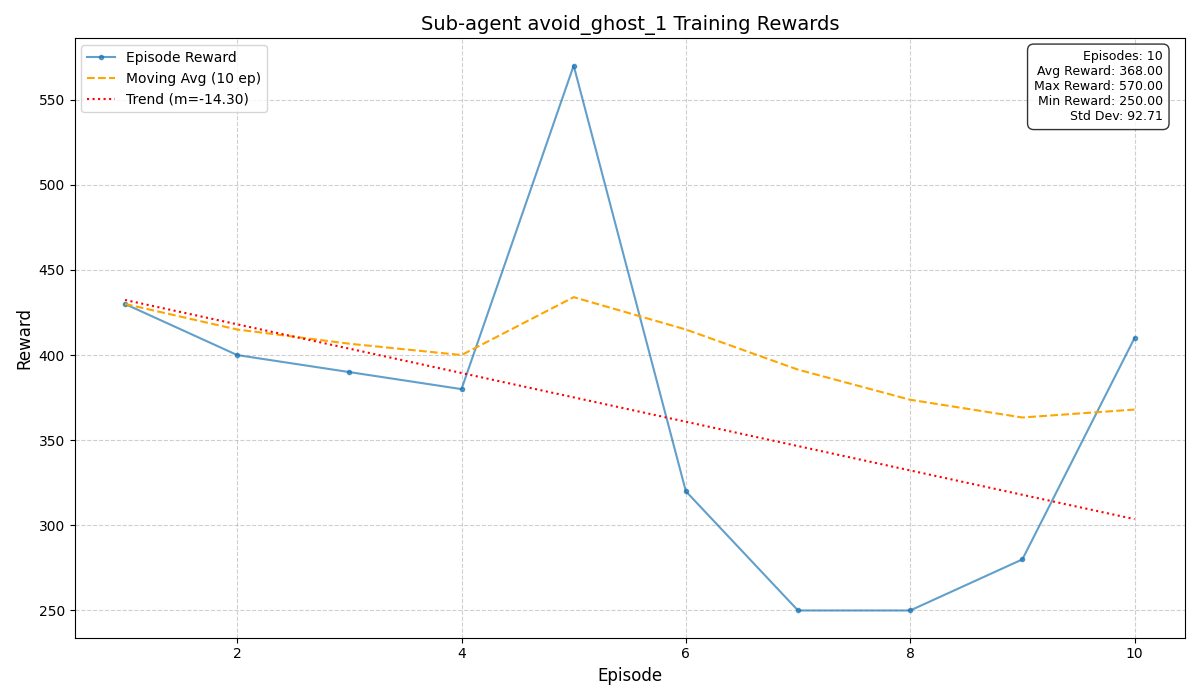 Sub-agent avoid_ghost_1 Training Rewards
Episode Reward
Moving Avg (10 ep)
Trend (m=-14.30)
Episodes: 10
Avg Reward: 368.00
Max Reward: 570.00
Min Reward: 250.00
Std Dev: 92.71
Reward
550
500
450
400
350
300
250
2
4
6
8
10
Episode